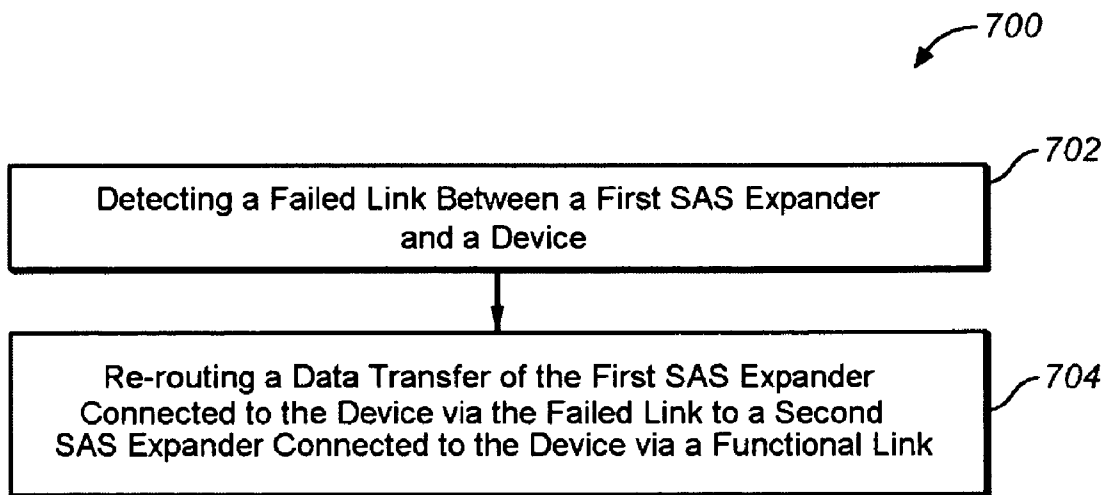 700
702
Detecting a Failed Link Between a First SAS Expander
and a Device
704
Re-routing a Data Transfer of the First SAS Expander
Connected to the Device via the Failed Link to a Second
SAS Expander Connected to the Device via a Functional Link